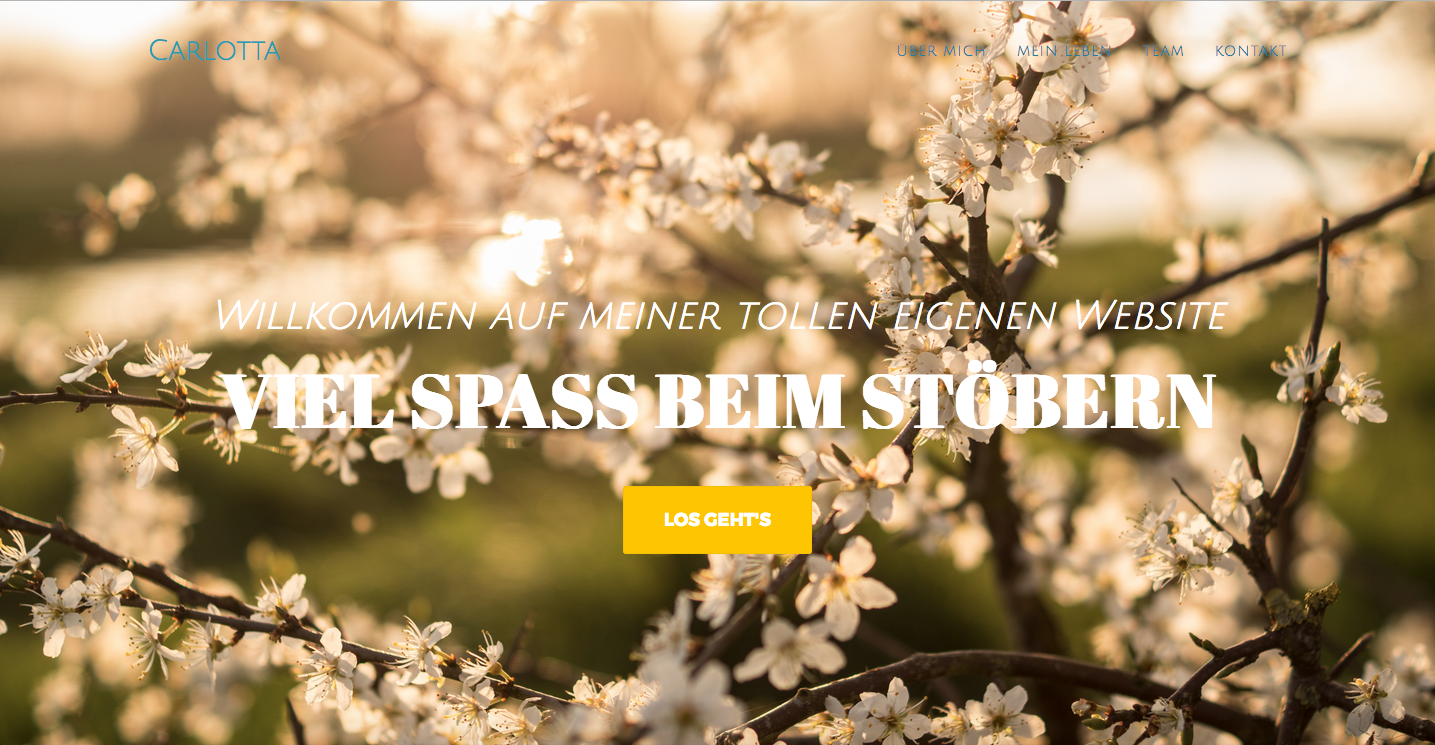 Carlotta
ÜBER MICH MEIN LEBEN TEAM KONTAKT
Willkommen auf meiner tollen eigenen Website
VIEL SPASS BEIM STÖBERN
LOS GEHT'S